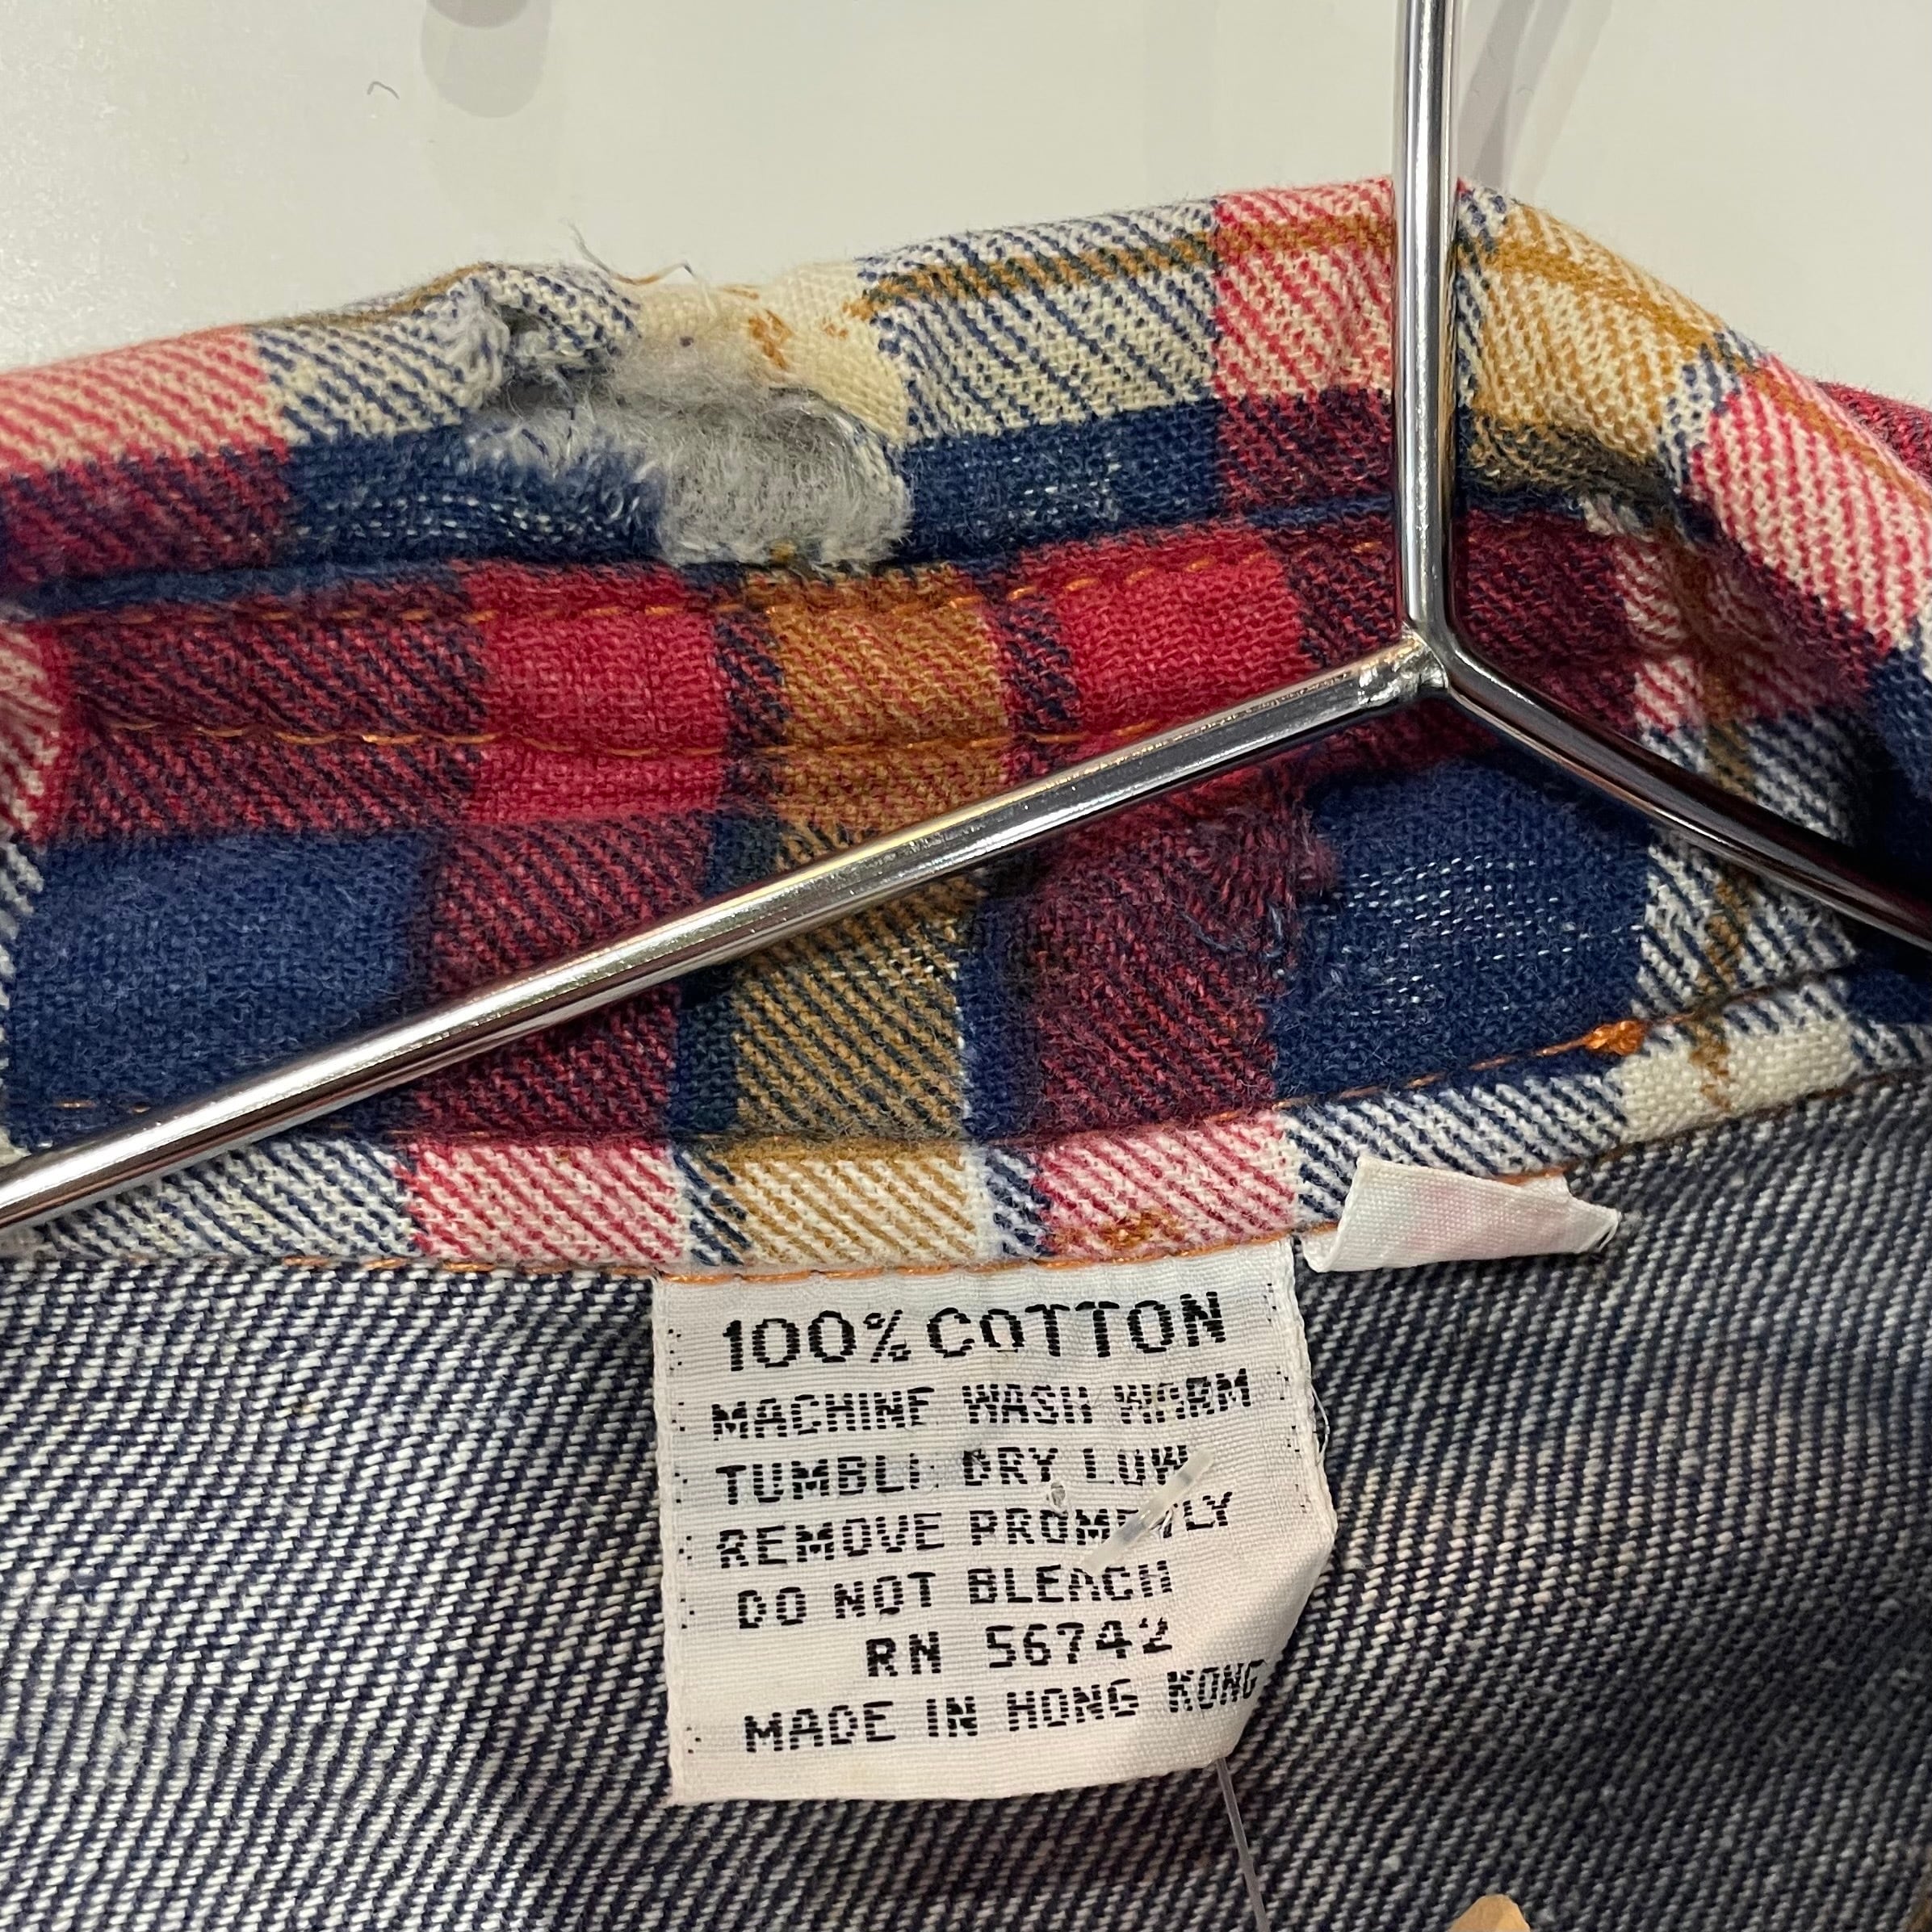 100% COTTON
MACHINE WASH WARM
TUMBLE DRY LOW
REMOVE PROMPTLY
DO NOT BLEACH
RN 56742
MADE IN HONG KONG